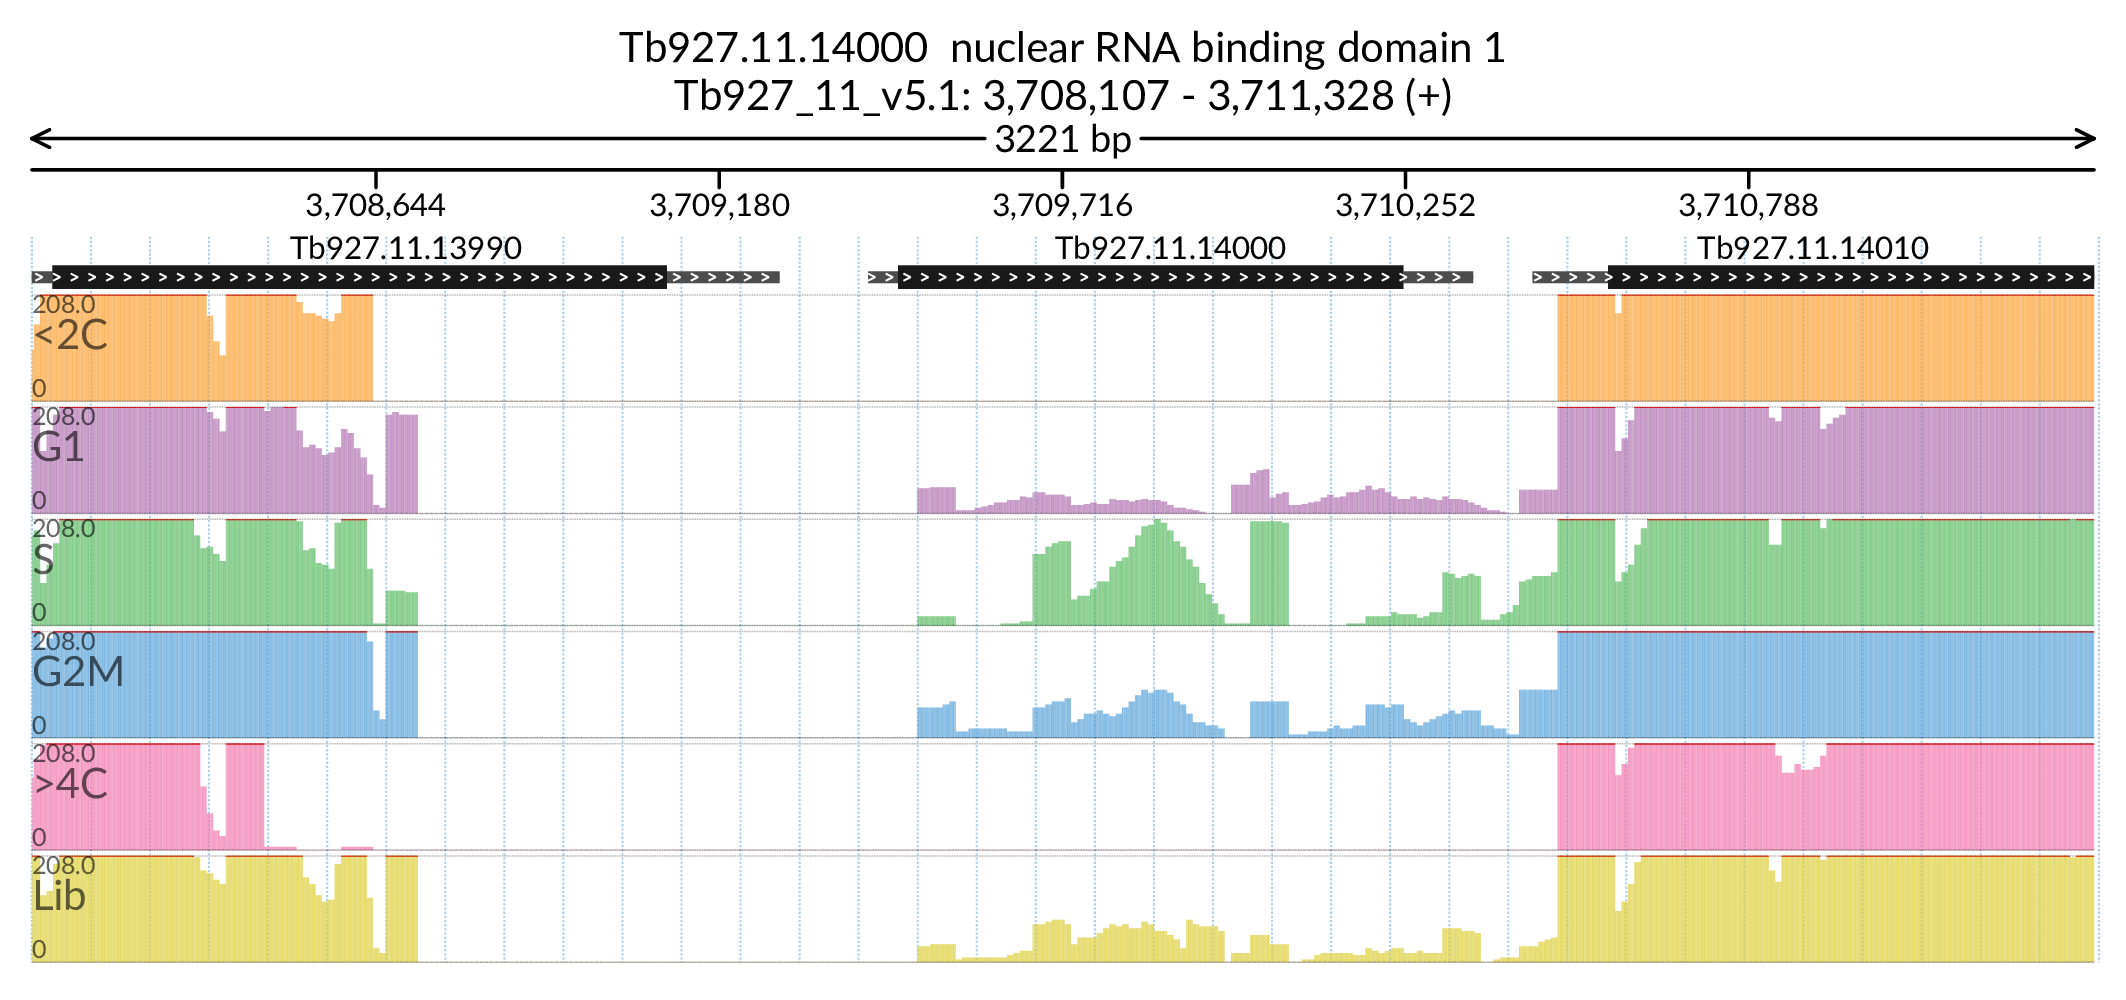 Tb927.11.14000  nuclear RNA binding domain 1
Tb927_11_v5.1: 3,708,107 - 3,711,328 (+)
3221 bp
3,708,644 3,709,180 3,709,716 3,710,252 3,710,788
Tb927.11.13990 Tb927.11.14000 Tb927.11.14010
208.0
<2C
0
208.0
G1
0
208.0
S
0
208.0
G2M
0
208.0
>4C
0
208.0
Lib
0